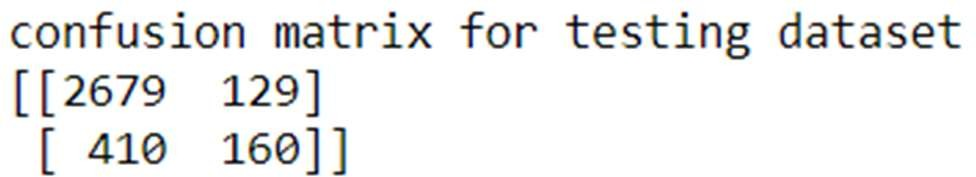 confusion matrix for testing dataset
[[2679  129]
 [ 410  160]]